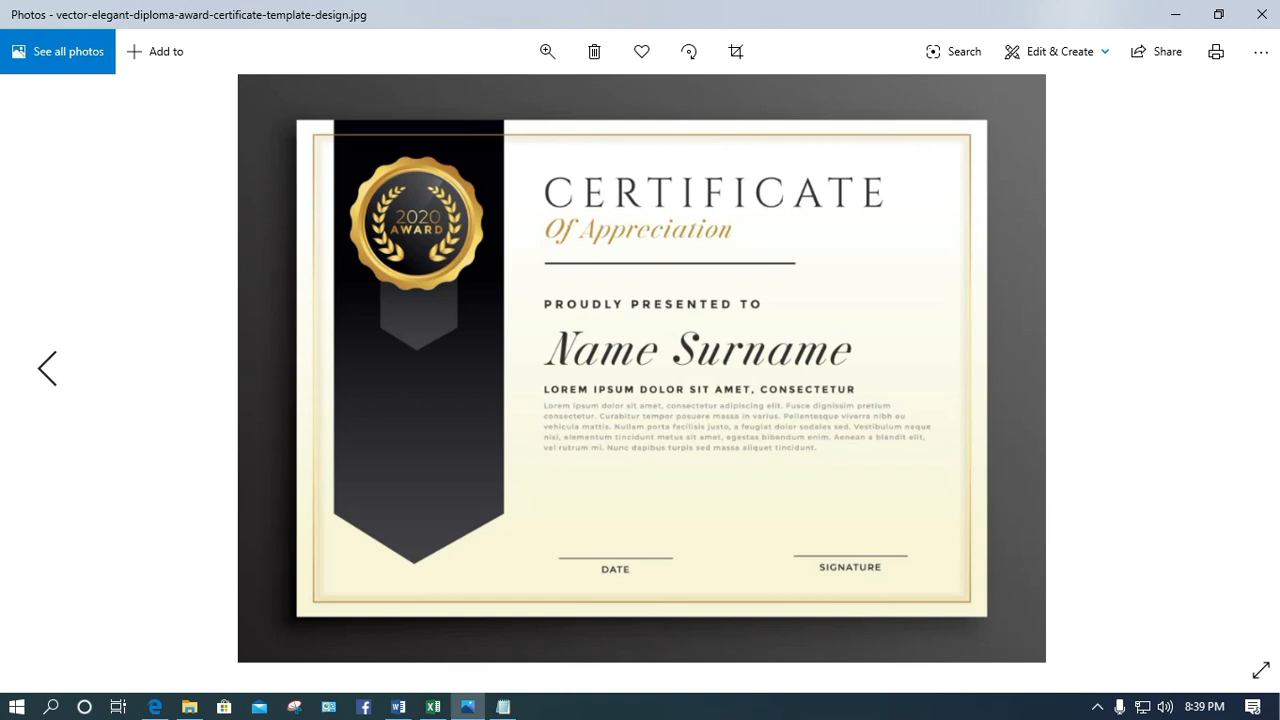 Photos - vector-elegant-diploma-award-certificate-template-design.jpg
See all photos
Add to
Search
Edit & Create
Share
2020
AWARD
CERTIFICATE
Of Appreciation
PROUDLY PRESENTED TO
Name Surname
LOREM IPSUM DOLOR SIT AMET, CONSECTETUR
Lorem ipsum dolor sit amet, consectetur adipiscing elit. Fusce dignissim pretium
consectetur. Curabitur tempor posuere massa in varius. Pellentesque viverra nibh eu
vehicula mattis. Nullam porta facilisis justo, a feugiat dolor sodales sed. Vestibulum neque
nisi, elementum tincidunt metus sit amet, egestas bibendum enim. Aenean a blandit elit,
vel rutrum mi. Nunc dapibus turpis sed massa aliquet tincidunt.
DATE
SIGNATURE
8:39 PM